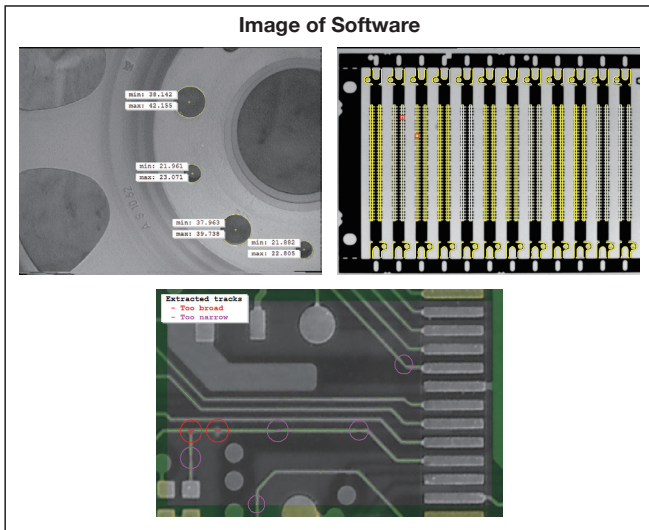 Image of Software
min: 38.142
max: 42.155
min: 21.961
max: 23.071
min: 37.963
max: 39.738
min: 21.882
max: 22.805
Extracted tracks
- Too broad
- Too narrow